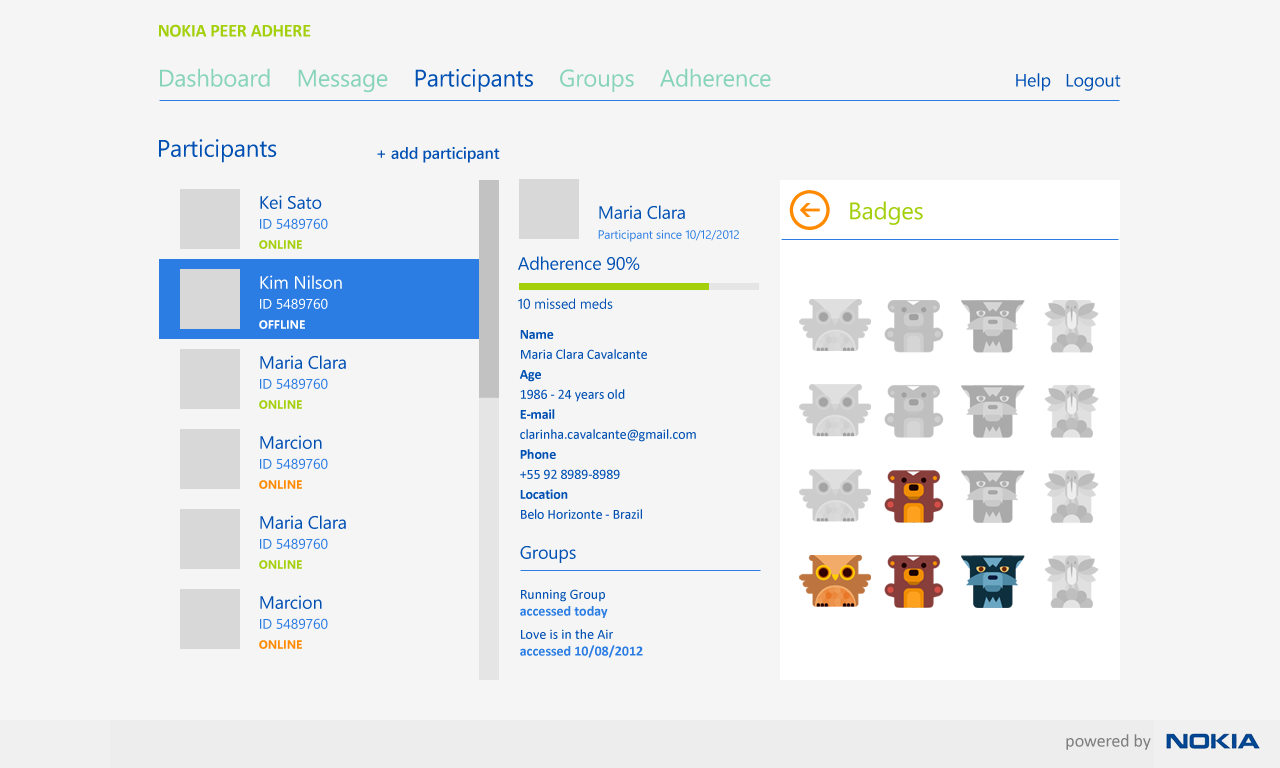 NOKIA PEER ADHERE
Dashboard Message Participants Groups Adherence Help Logout
Participants
+ add participant
Kei Sato
ID 5489760
ONLINE
Kim Nilson
ID 5489760
OFFLINE
Maria Clara
ID 5489760
ONLINE
Marcion
ID 5489760
ONLINE
Maria Clara
ID 5489760
ONLINE
Marcion
ID 5489760
ONLINE
Maria Clara
Participant since 10/12/2012
Adherence 90%
10 missed meds
Name
Maria Clara Cavalcante
Age
1986 - 24 years old
E-mail
clarinha.cavalcante@gmail.com
Phone
+55 92 8989-8989
Location
Belo Horizonte - Brazil
Groups
Running Group
accessed today
Love is in the Air
accessed 10/08/2012
Badges
powered by NOKIA